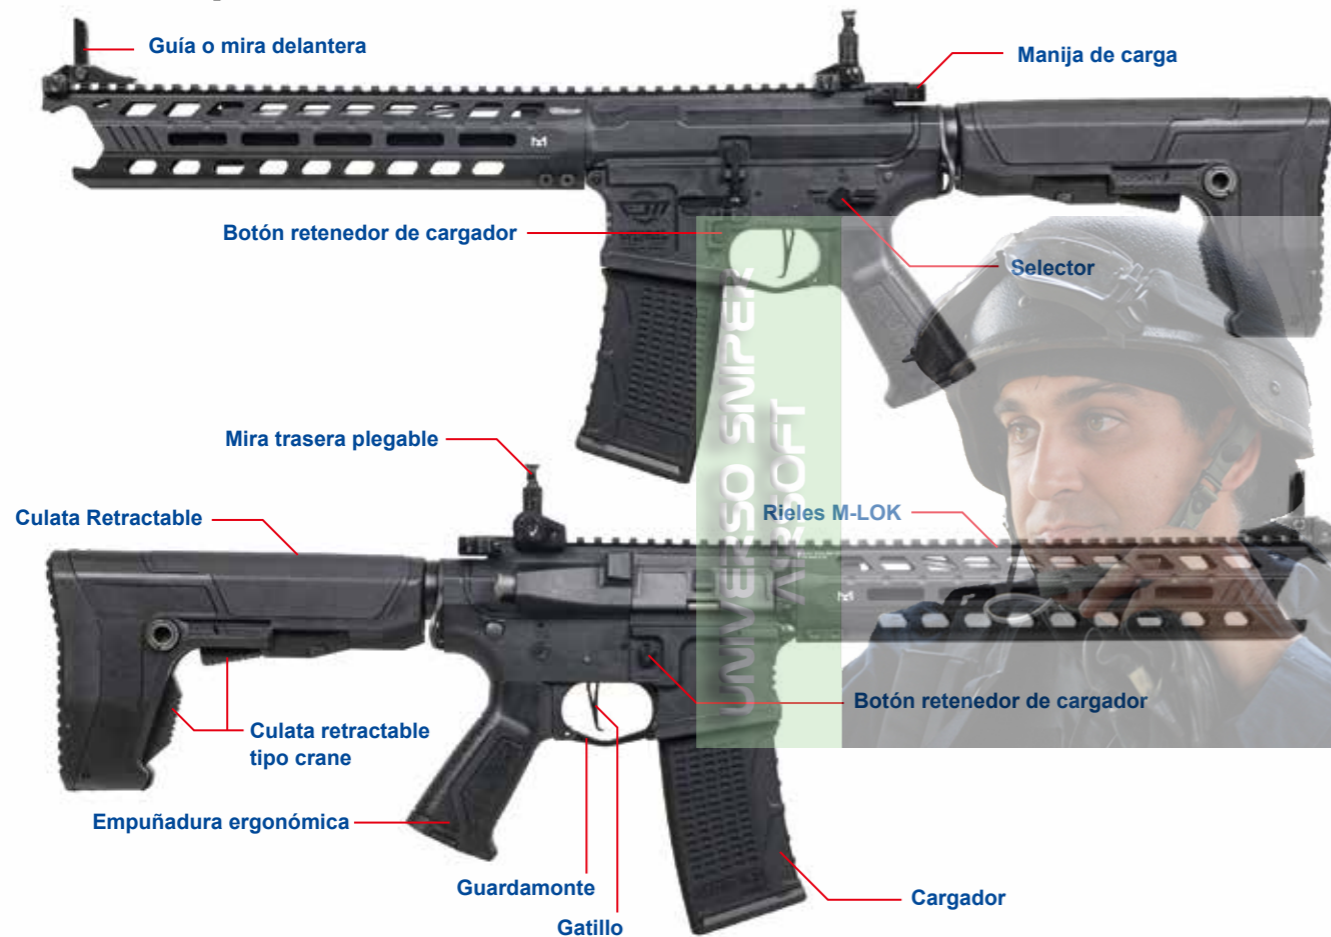 Guía o mira delantera
Manija de carga
Botón retenedor de cargador
Selector
Mira trasera plegable
Culata Retractable
Rieles M-LOK
UNIVERSO SNIPER
AIRSOFT
Botón retenedor de cargador
Culata retractable
tipo crane
Empuñadura ergonómica
Guardamonte
Gatillo
Cargador